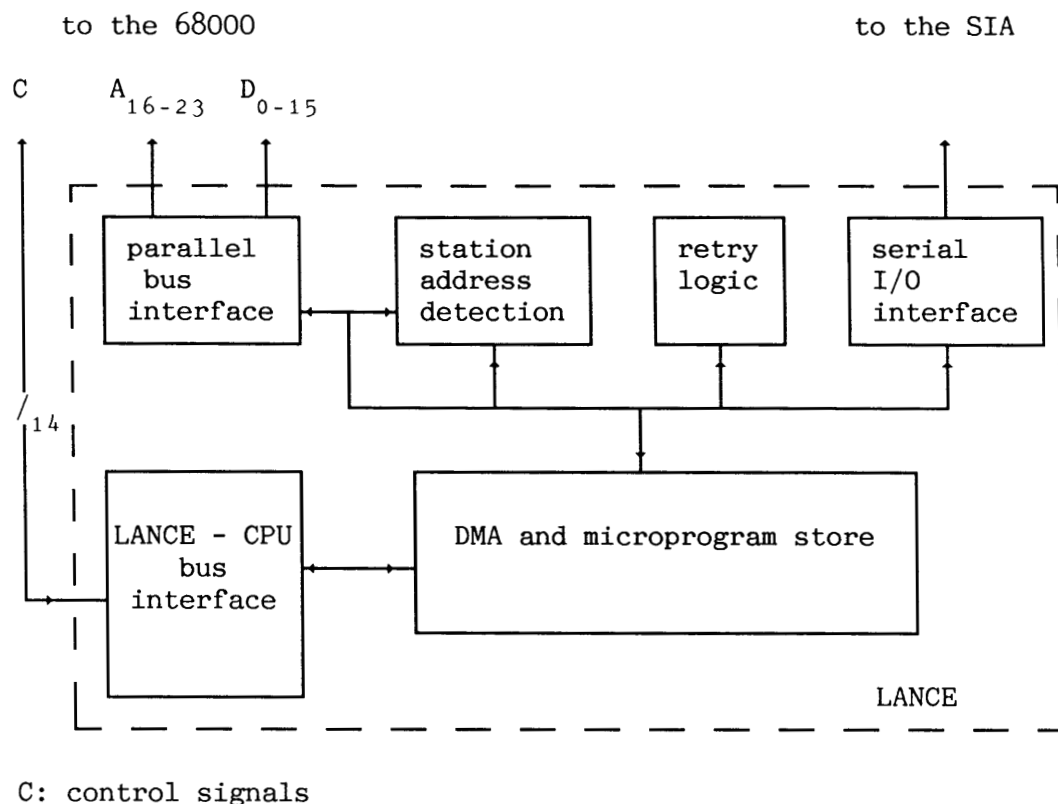 to the 68000
to the SIA
C
A16-23
D0-15
parallel
bus
interface
station
address
detection
retry
logic
serial
I/O
interface
/14
LANCE - CPU
bus
interface
DMA and microprogram store
LANCE
C: control signals